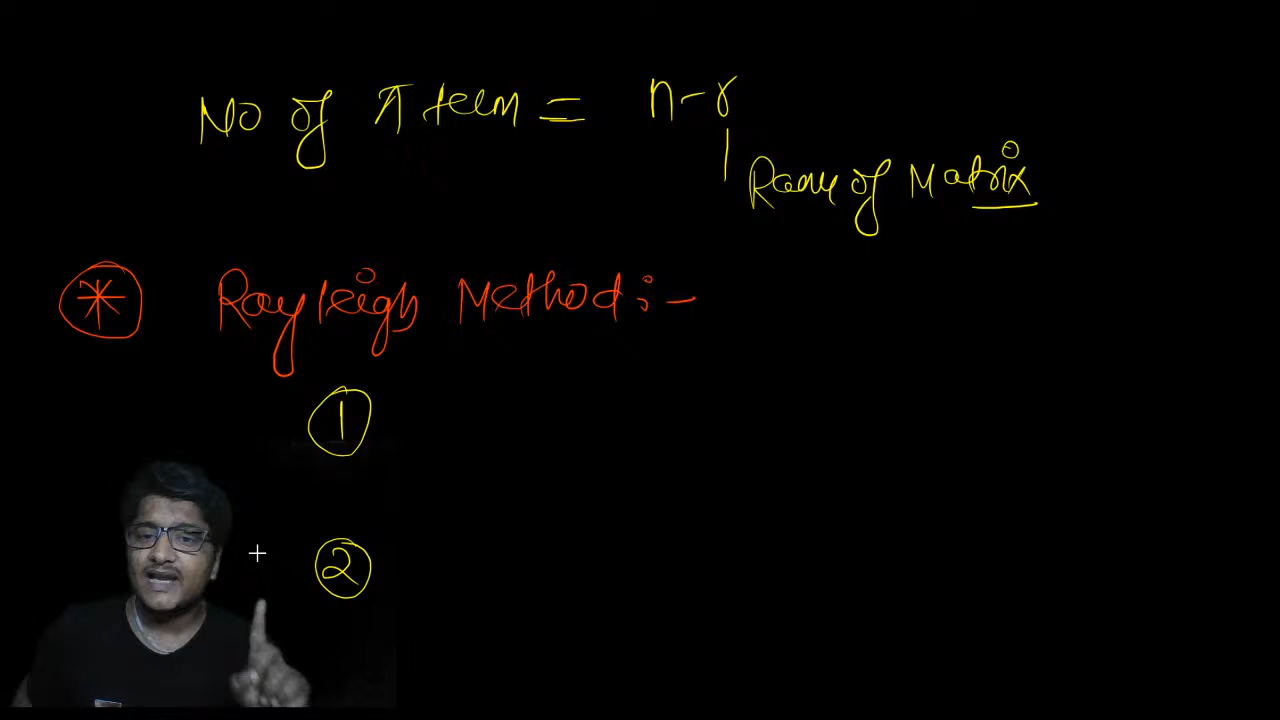 No of π term = n-r
Rank of Matrix
* Rayleigh Method :-
1
2